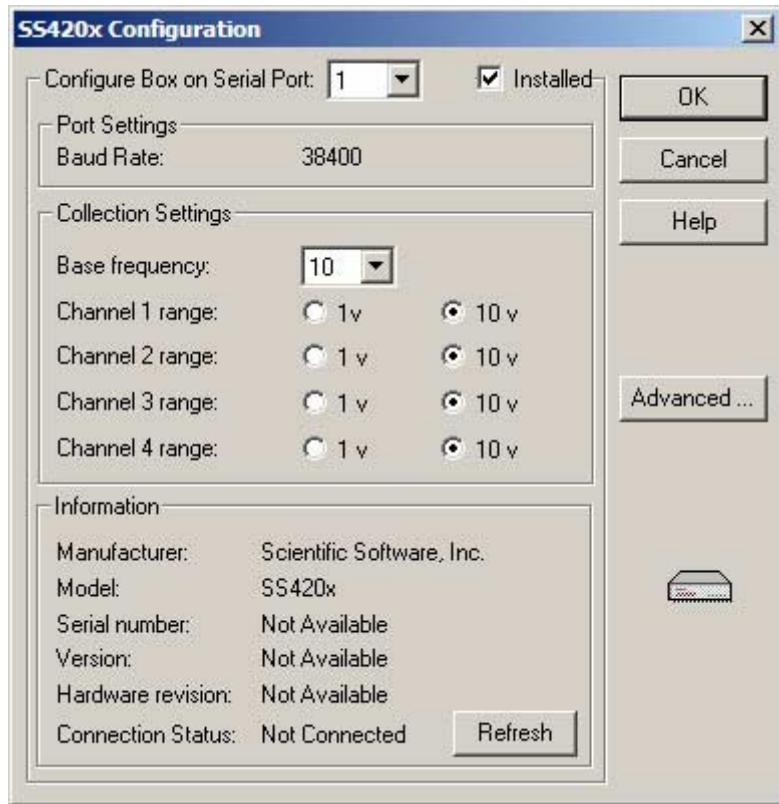 SS420x Configuration
Configure Box on Serial Port: 1 Installed
OK
Port Settings
Baud Rate: 38400
Cancel
Collection Settings
Help
Base frequency: 10
Channel 1 range: 1v 10 v
Channel 2 range: 1 v 10 v
Channel 3 range: 1 v 10 v
Advanced ...
Channel 4 range: 1 v 10 v
Information
Manufacturer: Scientific Software, Inc.
Model: SS420x
Serial number: Not Available
Version: Not Available
Hardware revision: Not Available
Connection Status: Not Connected Refresh